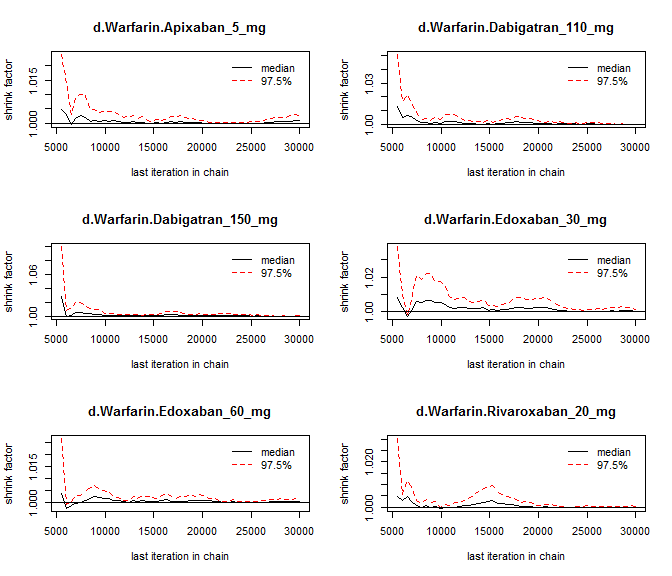 d.Warfarin.Apixaban_5_mg
shrink factor
1.000 1.015
median
97.5%
5000 10000 15000 20000 25000 30000
last iteration in chain
d.Warfarin.Dabigatran_110_mg
shrink factor
1.00 1.03
median
97.5%
5000 10000 15000 20000 25000 30000
last iteration in chain
d.Warfarin.Dabigatran_150_mg
shrink factor
1.00 1.06
median
97.5%
5000 10000 15000 20000 25000 30000
last iteration in chain
d.Warfarin.Edoxaban_30_mg
shrink factor
1.00 1.02
median
97.5%
5000 10000 15000 20000 25000 30000
last iteration in chain
d.Warfarin.Edoxaban_60_mg
shrink factor
1.000 1.015
median
97.5%
5000 10000 15000 20000 25000 30000
last iteration in chain
d.Warfarin.Rivaroxaban_20_mg
shrink factor
1.000 1.020
median
97.5%
5000 10000 15000 20000 25000 30000
last iteration in chain